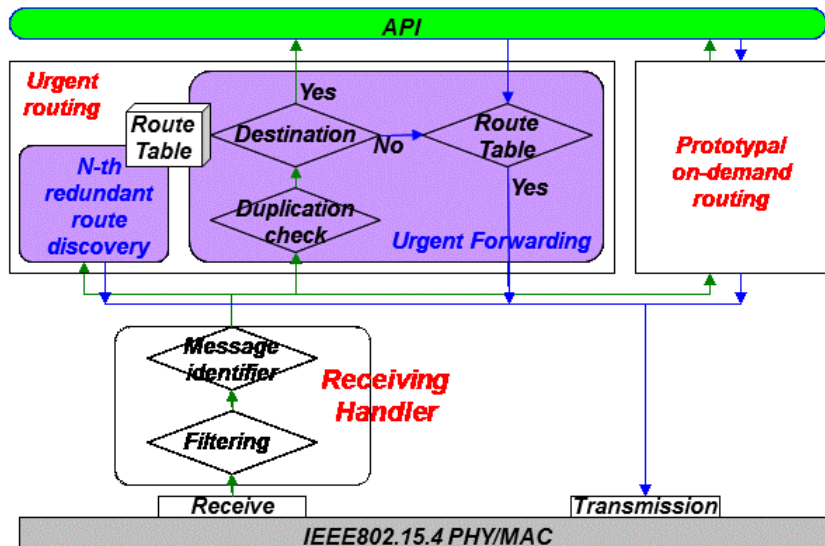 API
Urgent
routing
Yes
Route
Table
Destination
No
Route
Table
Yes
N-th
redundant
route
discovery
Duplication
check
Urgent Forwarding
Prototypal
on-demand
routing
Message
identifier
Receiving
Handler
Filtering
Receive
Transmission
IEEE802.15.4 PHY/MAC